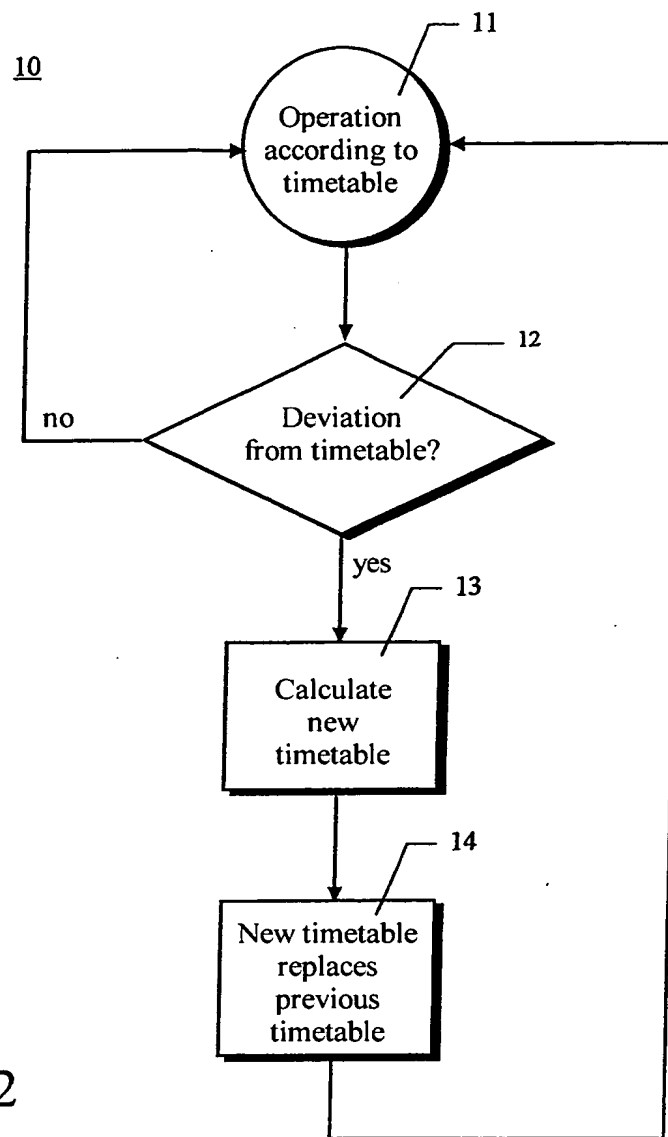 11
10
Operation
according to
timetable
12
Deviation
from timetable?
no
yes
13
Calculate
new
timetable
14
New timetable
replaces
previous
timetable
2